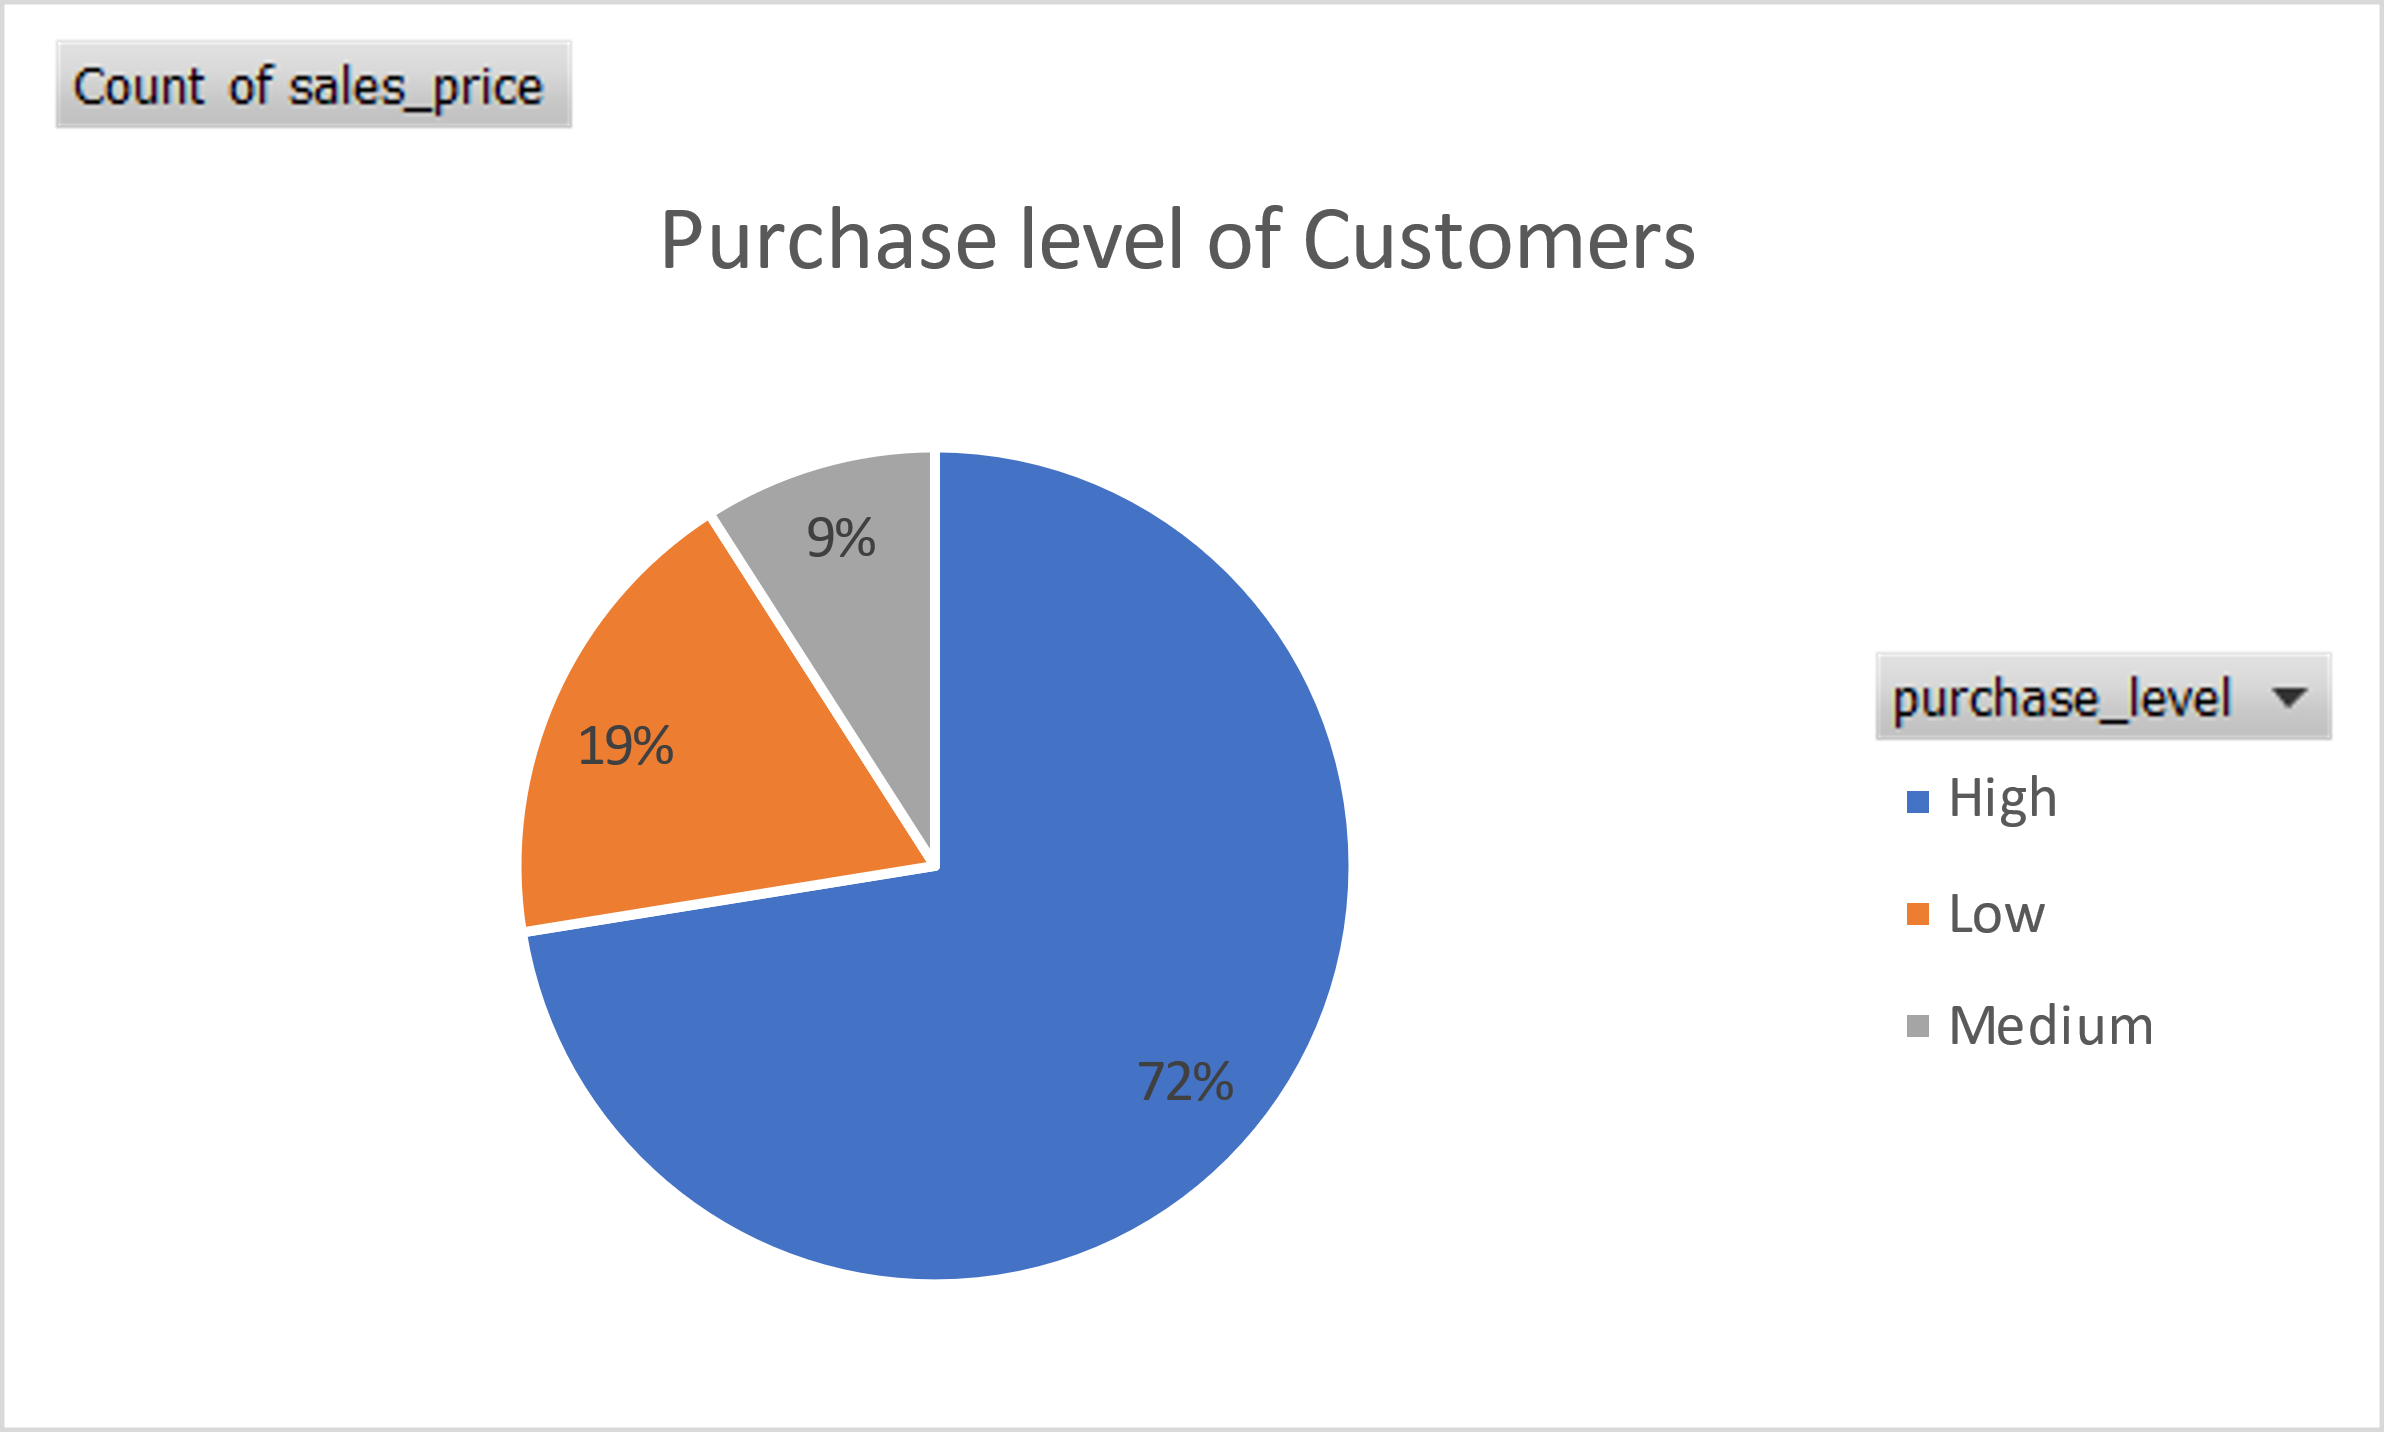 Count of sales_price
Purchase level of Customers
9%
19%
72%
purchase_level
High
Low
Medium